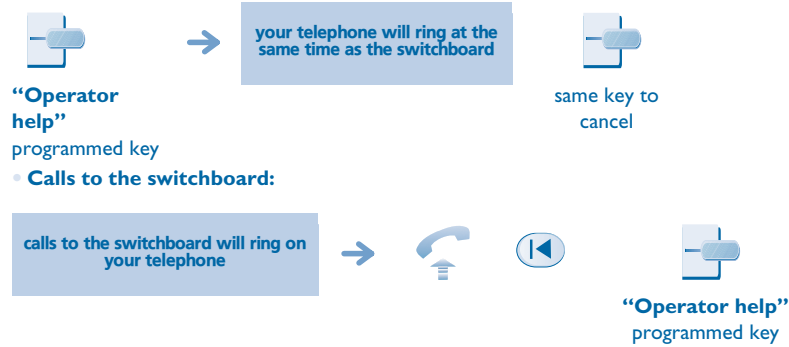 your telephone will ring at the
same time as the switchboard
“Operator
help”
programmed key
same key to
cancel
• Calls to the switchboard:
calls to the switchboard will ring on
your telephone
“Operator help”
programmed key